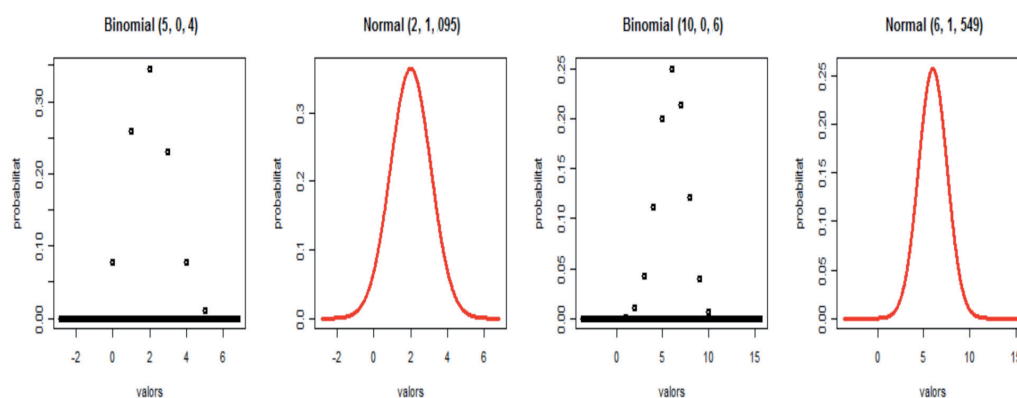 Binomial (5, 0, 4)
probabilitat
0.30
0.20
0.10
0.00
-2 0 2 4 6
valors
Normal (2, 1, 095)
probabilitat
0.3
0.2
0.1
0.0
-2 0 2 4 6
valors
Binomial (10, 0, 6)
probabilitat
0.25
0.20
0.15
0.10
0.05
0.00
0 5 10 15
valors
Normal (6, 1, 549)
probabilitat
0.25
0.20
0.15
0.10
0.05
0.00
0 5 10 15
valors